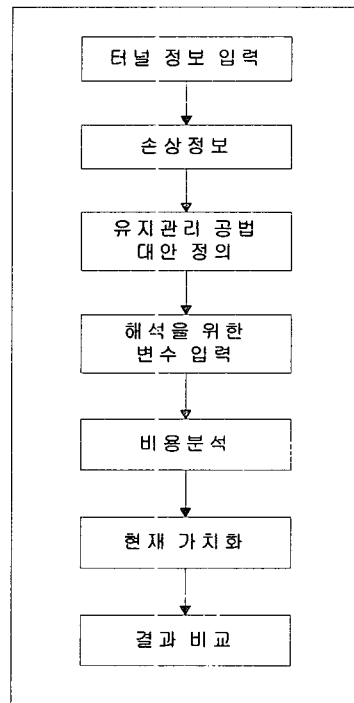 터널 정보 입력
손상정보
유지관리 공법
대안 정의
해석을 위한
변수 입력
비용분석
현재 가치화
결과 비교